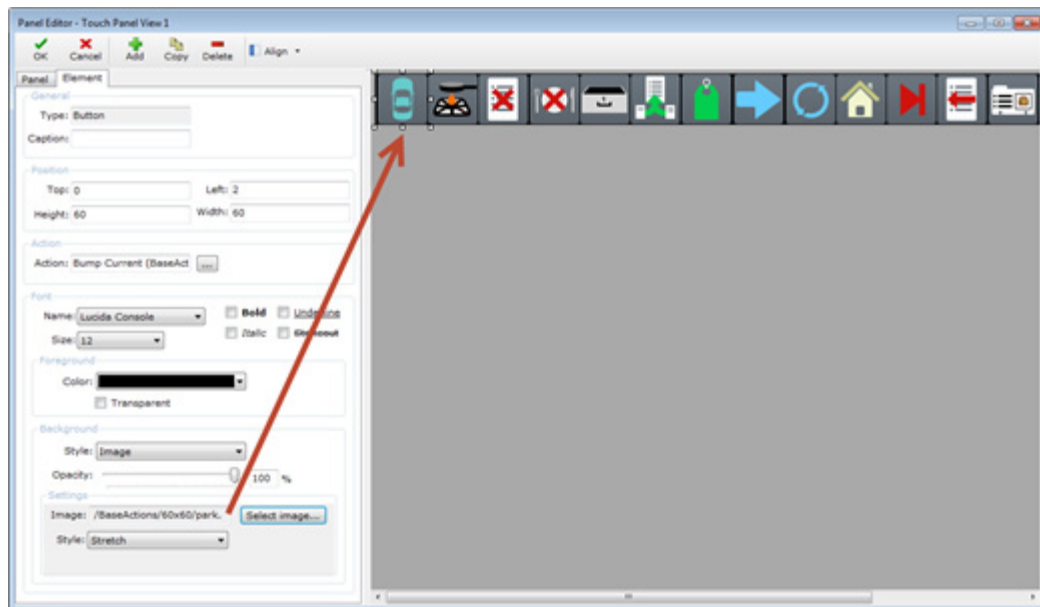 Panel Editor - Touch Panel View 1
OK Cancel Add Copy Delete Align
Panel Element
General
Type: Button
Caption:
Position
Top: 0 Left: 2
Height: 60 Width: 60
Action
Action: Bump Current (BaseAct ...
Font
Name: Lucida Console Bold Underline
Size: 12 Italic Strikeout
Foreground
Color:
Transparent
Background
Style: Image
Opacity: 100 %
Settings
Image: /BaseActions/60x60/park. Select image...
Style: Stretch